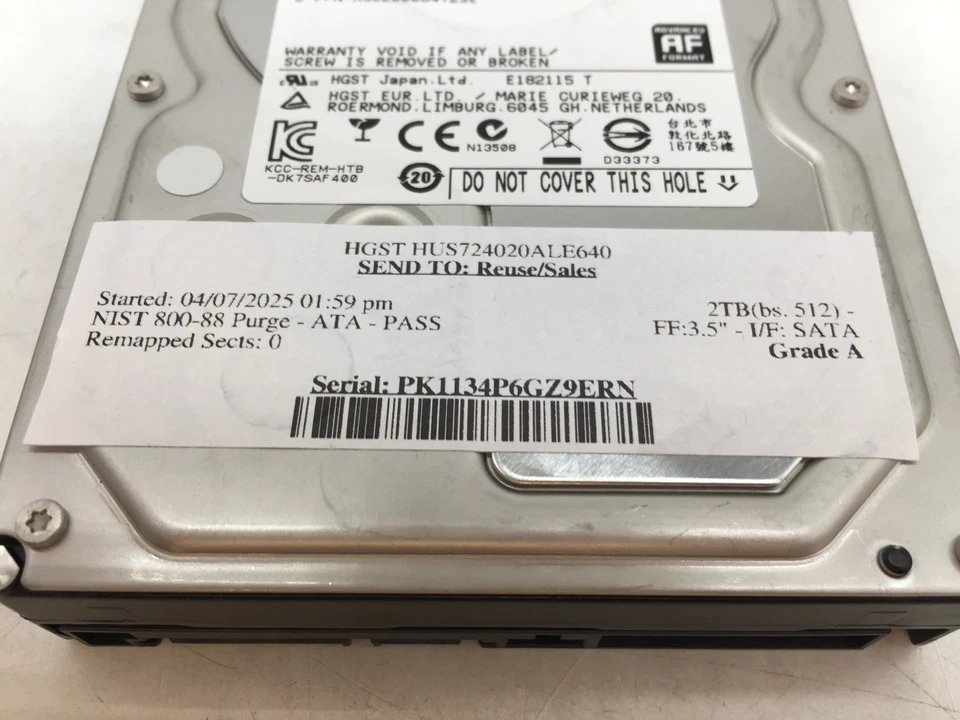 WARRANTY VOID IF ANY LABEL/
SCREW IS REMOVED OR BROKEN
ADVANCED
AF
FORMAT
HGST Japan,Ltd. E182115 T
HGST EUR.LTD. / MARIE CURIEWEG 20,
ROERMOND,LIMBURG,6045 GH,NETHERLANDS
KCC-REM-HTB
-DK7SAF400
CE
N13508
D33373
台北市
敦化北路
167號5樓
20
DO NOT COVER THIS HOLE
HGST HUS724020ALE640
SEND TO: Reuse/Sales
Started: 04/07/2025 01:59 pm
NIST 800-88 Purge - ATA - PASS
Remapped Sects: 0
2TB(bs. 512) -
FF:3.5" - I/F: SATA
Grade A
Serial: PK1134P6GZ9ERN